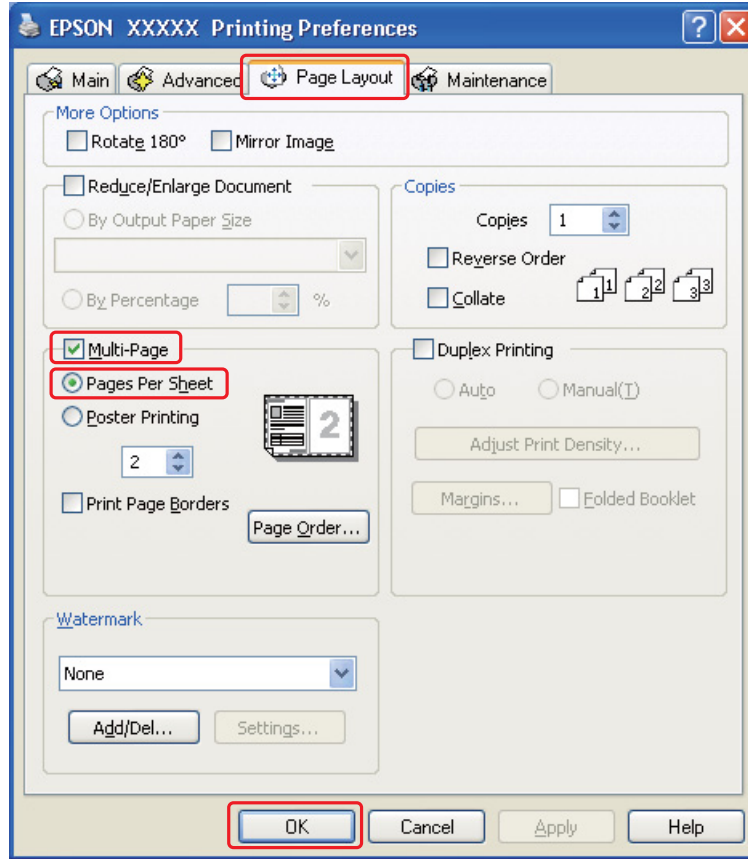 EPSON XXXXX Printing Preferences
Main Advanced Page Layout Maintenance
More Options
Rotate 180° Mirror Image
Reduce/Enlarge Document
By Output Paper Size
By Percentage %
Copies
Copies 1
Reverse Order
Collate
1 1 2 2 3 3
Multi-Page
Pages Per Sheet
Poster Printing
2
2
Print Page Borders
Page Order...
Duplex Printing
Auto Manual(T)
Adjust Print Density...
Margins... Folded Booklet
Watermark
None
Add/Del... Settings...
OK Cancel Apply Help